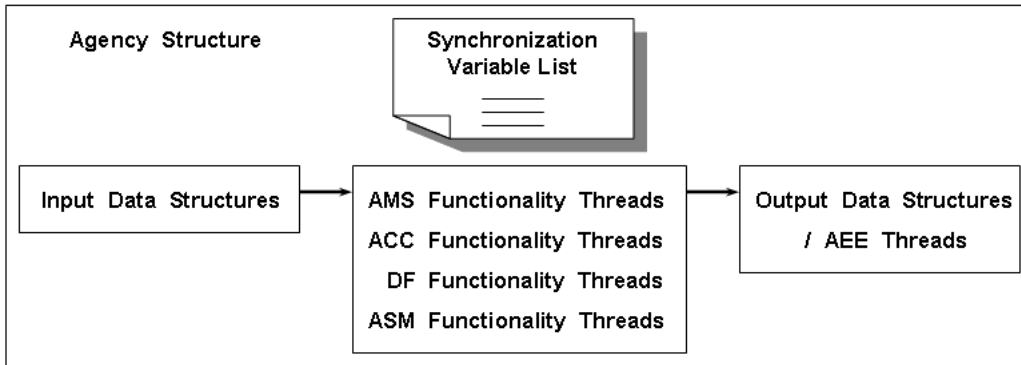 Agency Structure
Synchronization
Variable List
Input Data Structures
AMS Functionality Threads
ACC Functionality Threads
DF Functionality Threads
ASM Functionality Threads
Output Data Structures
/ AEE Threads